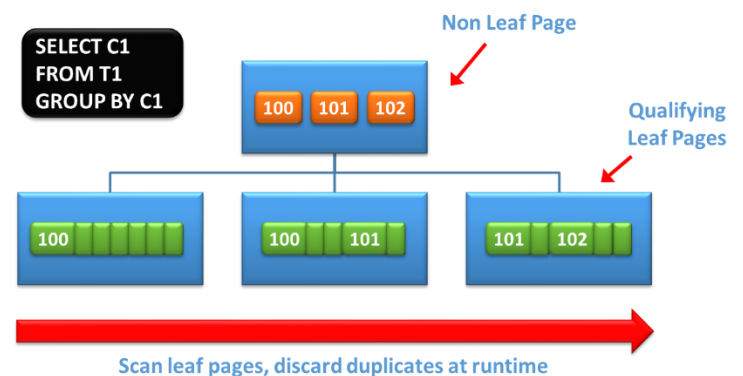 Non Leaf Page
SELECT C1
FROM T1
GROUP BY C1
100 101 102
Qualifying
Leaf Pages
100
100 101
101 102
Scan leaf pages, discard duplicates at runtime